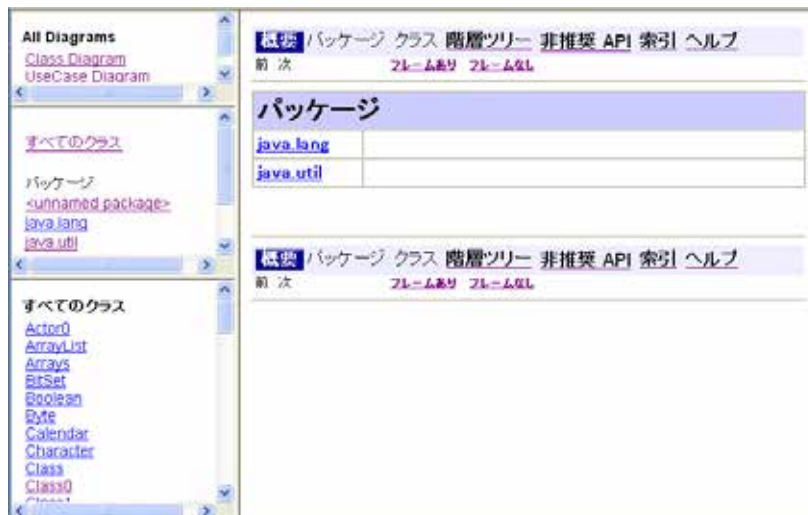 All Diagrams
Class Diagram
UseCase Diagram
すべてのクラス
パッケージ
<unnamed package>
java.lang
java.util
すべてのクラス
Actor0
ArrayList
Arrays
BitSet
Boolean
Byte
Calendar
Character
Class
Class0
Class1
概要 パッケージ クラス 階層ツリー 非推奨 API 索引 ヘルプ
前 次 フレームあり フレームなし
パッケージ
java.lang
java.util
概要 パッケージ クラス 階層ツリー 非推奨 API 索引 ヘルプ
前 次 フレームあり フレームなし